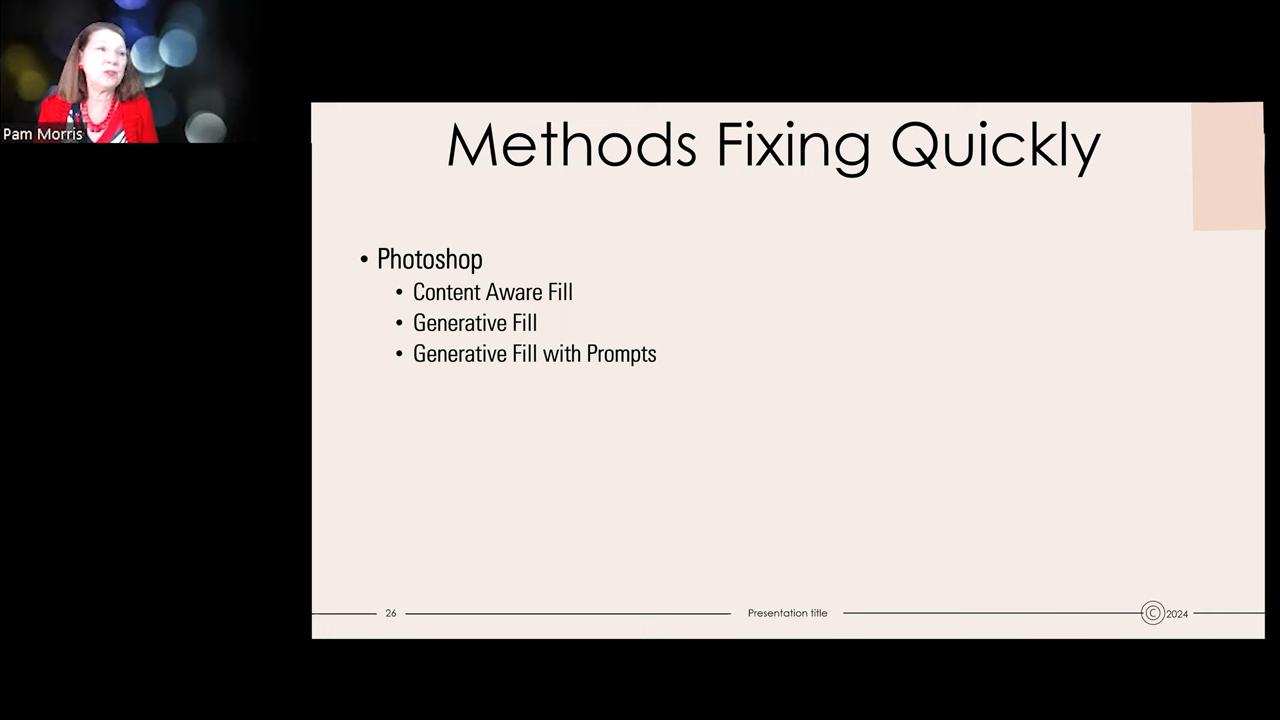 Pam Morris
Methods Fixing Quickly
• Photoshop
• Content Aware Fill
• Generative Fill
• Generative Fill with Prompts
26
Presentation title
© 2024